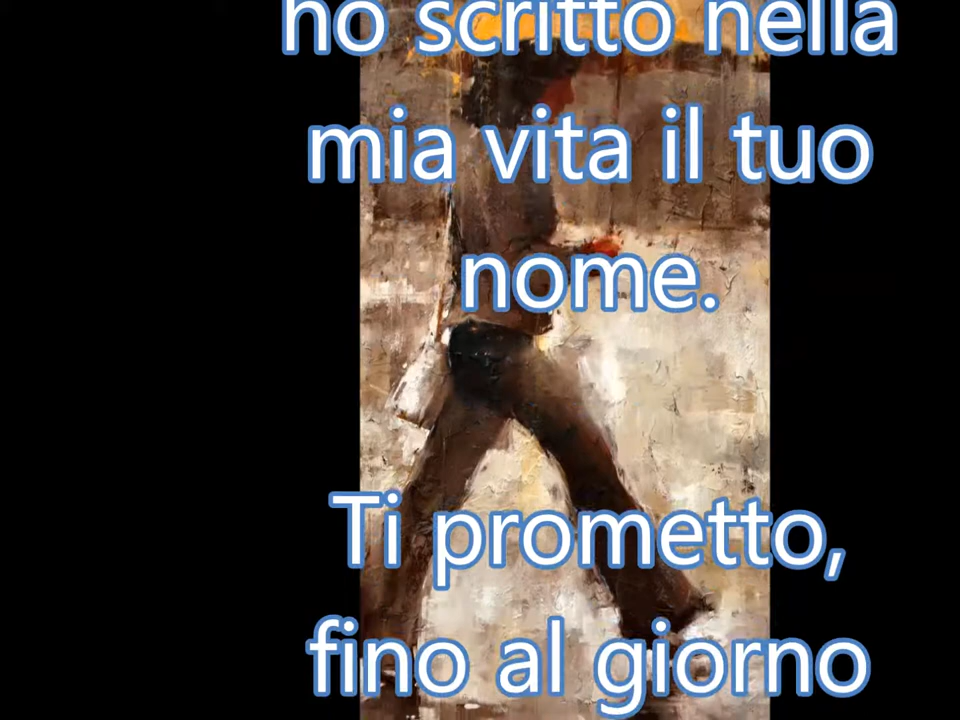 ho scritto nella
mia vita il tuo
nome.
Ti prometto,
fino al giorno